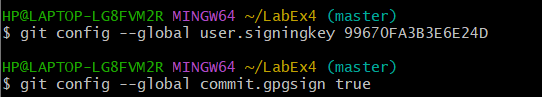 HP@LAPTOP-LG8FVM2R MINGW64 ~/LabEx4 (master)
$ git config --global user.signingkey 99670FA3B3E6E24D
HP@LAPTOP-LG8FVM2R MINGW64 ~/LabEx4 (master)
$ git config --global commit.gpgsign true